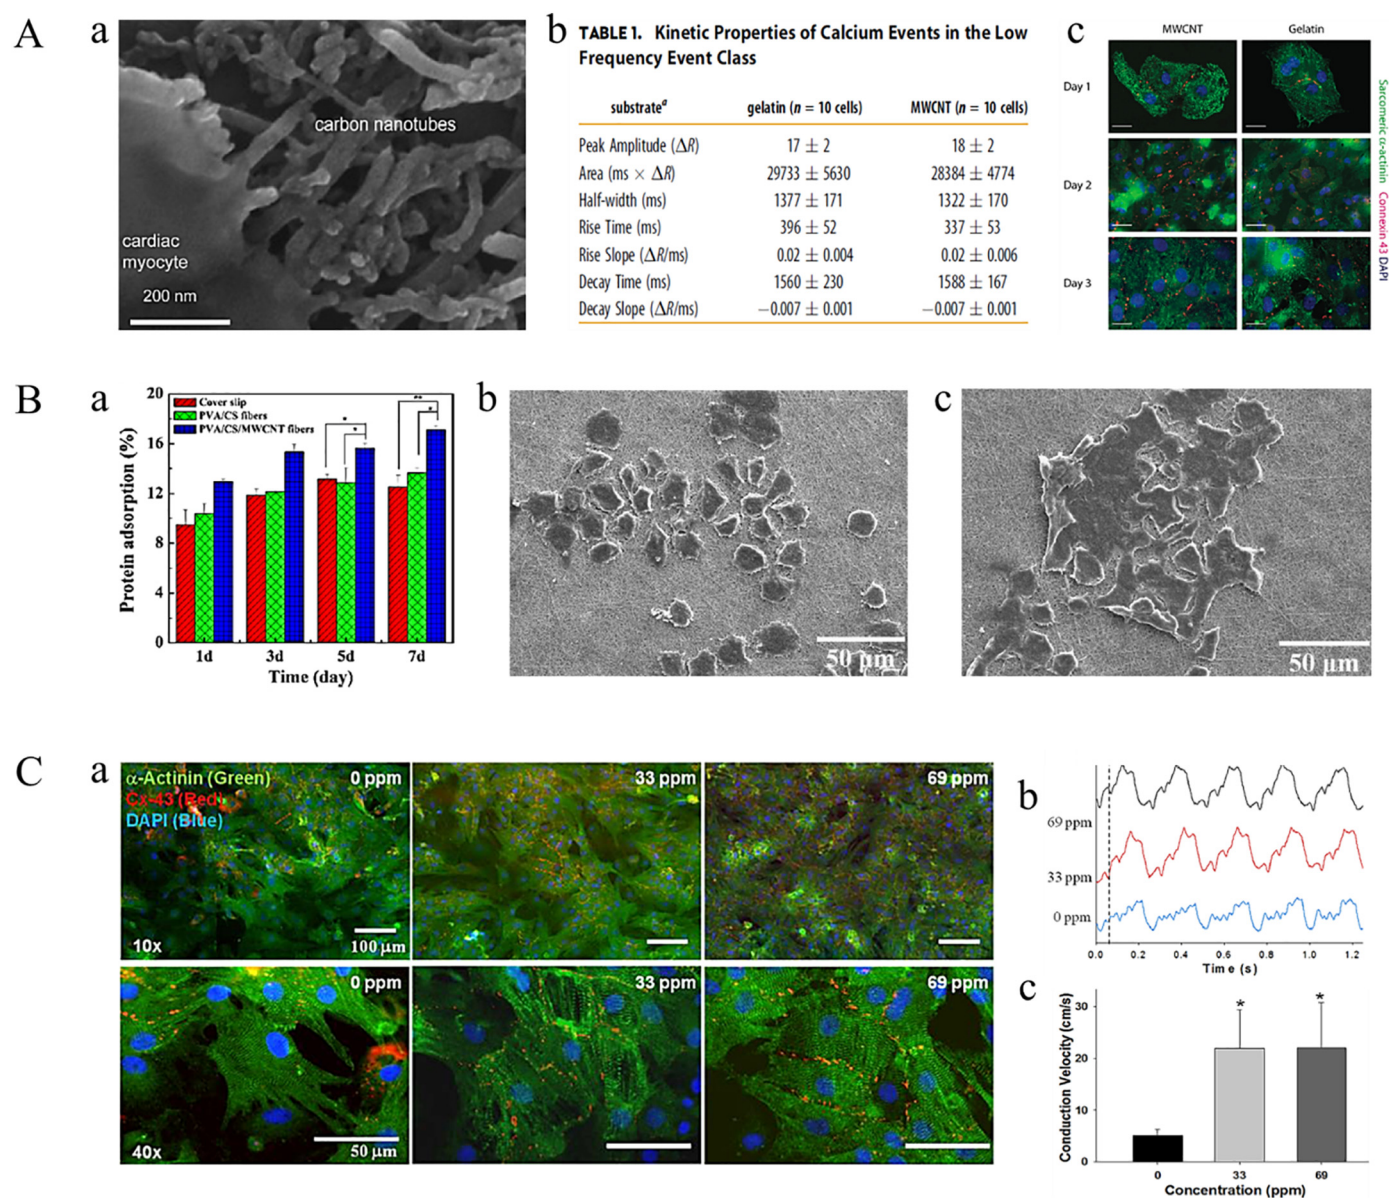 A
a
carbon nanotubes
cardiac
myocyte
200 nm
b
TABLE 1. Kinetic Properties of Calcium Events in the Low
Frequency Event Class
substrateᵃ gelatin (n = 10 cells) MWCNT (n = 10 cells)
Peak Amplitude (ΔR) 17 ± 2 18 ± 2
Area (ms × ΔR) 29733 ± 5630 28384 ± 4774
Half-width (ms) 1377 ± 171 1322 ± 170
Rise Time (ms) 396 ± 52 337 ± 53
Rise Slope (ΔR/ms) 0.02 ± 0.004 0.02 ± 0.006
Decay Time (ms) 1560 ± 230 1588 ± 167
Decay Slope (ΔR/ms) −0.007 ± 0.001 −0.007 ± 0.001
c
MWCNT Gelatin
Day 1
Day 2
Day 3
Sarcomeric α-actinin Connexin 43 DAPI
B
a
20
16
12
8
4
0
Protein adsorption (%)
Cover slip
PVA/CS fibers
PVA/CS/MWCNT fibers
*
*
**
*
1d 3d 5d 7d
Time (day)
b
50 μm
c
50 μm
C
a
α-Actinin (Green)
Cx-43 (Red)
DAPI (Blue)
0 ppm
10x
100 μm
33 ppm
69 ppm
0 ppm
40x
50 μm
33 ppm
69 ppm
b
69 ppm
33 ppm
0 ppm
0.0 0.2 0.4 0.6 0.8 1.0 1.2
Time (s)
c
Conduction Velocity (cm/s)
30
20
10
0
* *
0 33 69
Concentration (ppm)